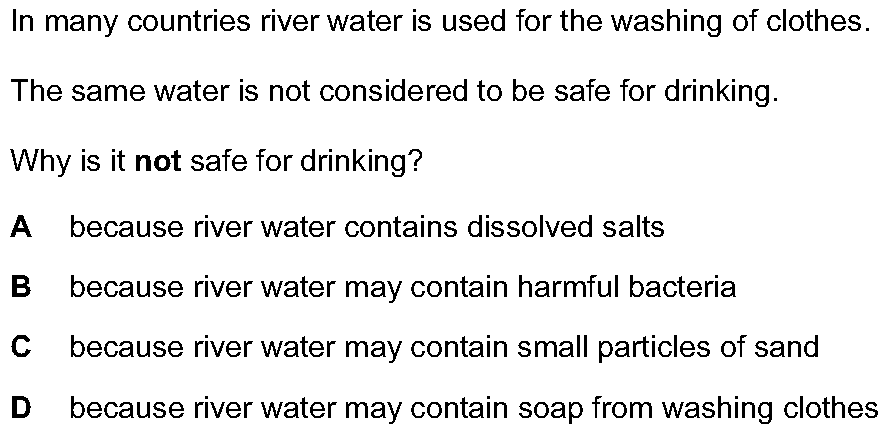 In many countries river water is used for the washing of clothes.
The same water is not considered to be safe for drinking.
Why is it not safe for drinking?
A because river water contains dissolved salts
B because river water may contain harmful bacteria
C because river water may contain small particles of sand
D because river water may contain soap from washing clothes